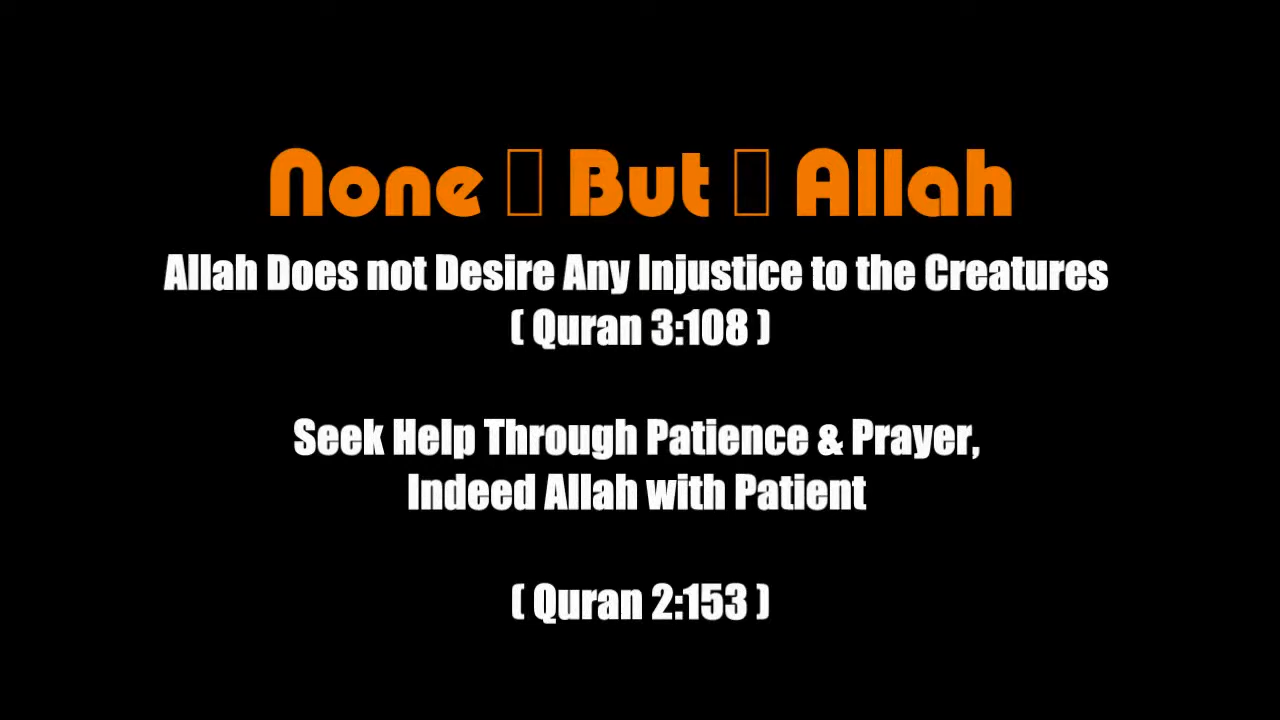 None ▯ But ▯ Allah
Allah Does not Desire Any Injustice to the Creatures
( Quran 3:108 )
Seek Help Through Patience & Prayer,
Indeed Allah with Patient
( Quran 2:153 )